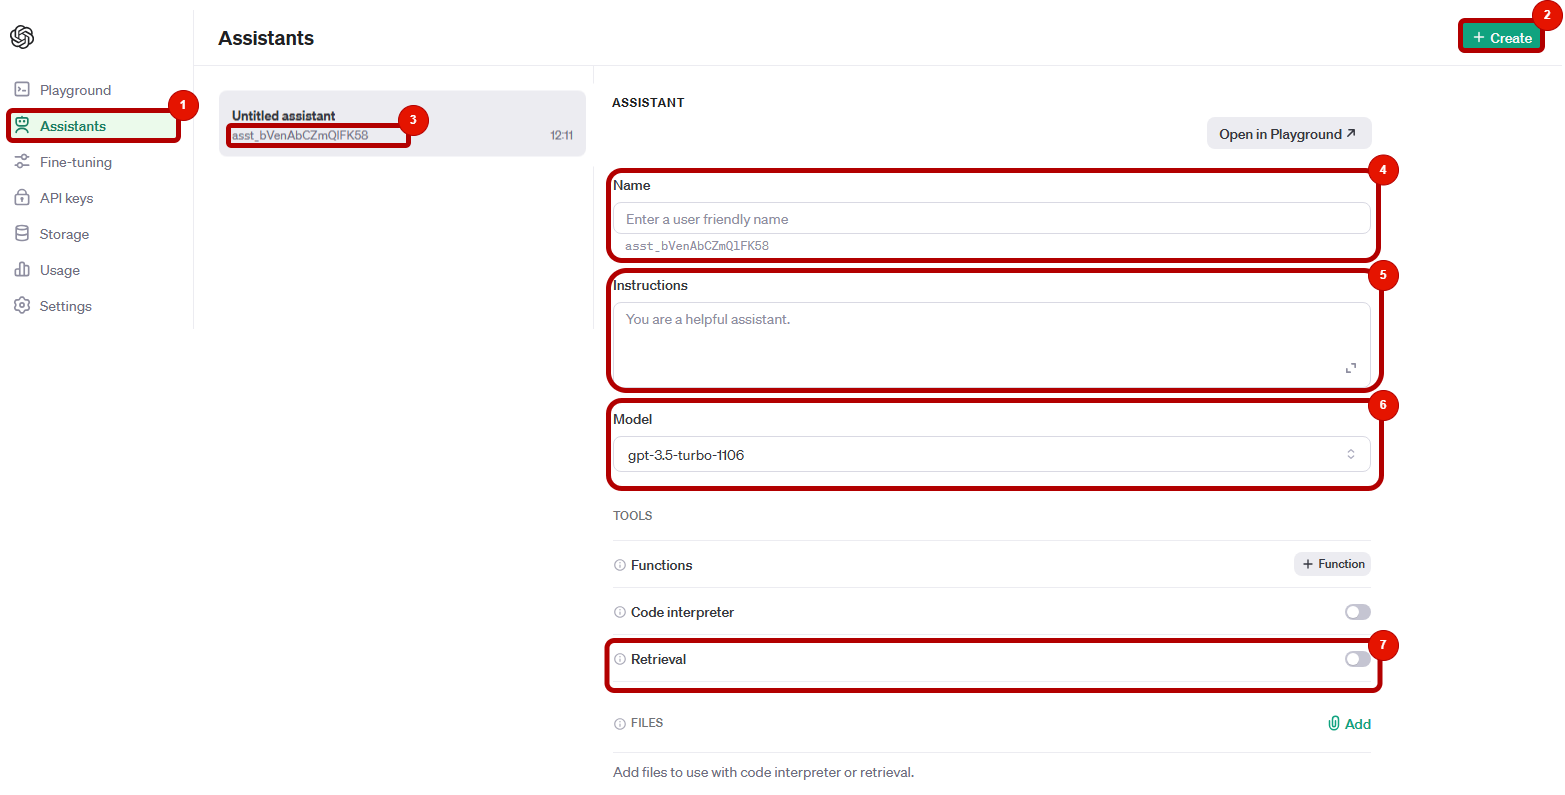 Assistants
2
+ Create
Playground
1
Assistants
Fine-tuning
API keys
Storage
Usage
Settings
Untitled assistant
3
asst_bVenAbCZmQlFK58
12:11
ASSISTANT
Open in Playground
4
Name
Enter a user friendly name
asst_bVenAbCZmQlFK58
5
Instructions
You are a helpful assistant.
6
Model
gpt-3.5-turbo-1106
TOOLS
Functions
+ Function
Code interpreter
7
Retrieval
FILES
Add
Add files to use with code interpreter or retrieval.